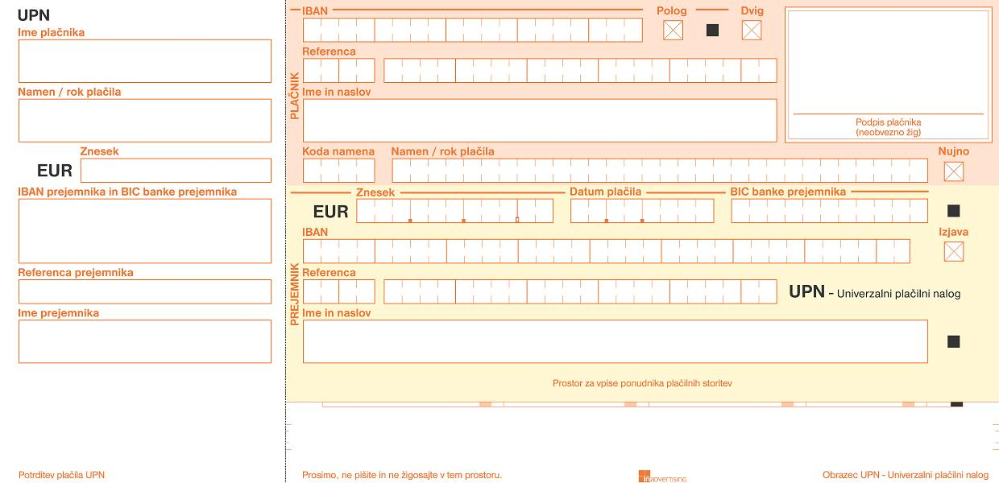 UPN
Ime plačnika
Namen / rok plačila
Znesek
EUR
IBAN prejemnika in BIC banke prejemnika
Referenca prejemnika
Ime prejemnika
Potrditev plačila UPN
PLAČNIK
IBAN
Polog
Dvig
Referenca
Ime in naslov
Podpis plačnika
(neobvezno žig)
Koda namena
Namen / rok plačila
Nujno
PREJEMNIK
Znesek
Datum plačila
BIC banke prejemnika
EUR
IBAN
Izjava
Referenca
UPN - Univerzalni plačilni nalog
Ime in naslov
Prostor za vpise ponudnika plačilnih storitev
Prosimo, ne pišite in ne žigosajte v tem prostoru.
inadvertising
Obrazec UPN - Univerzalni plačilni nalog